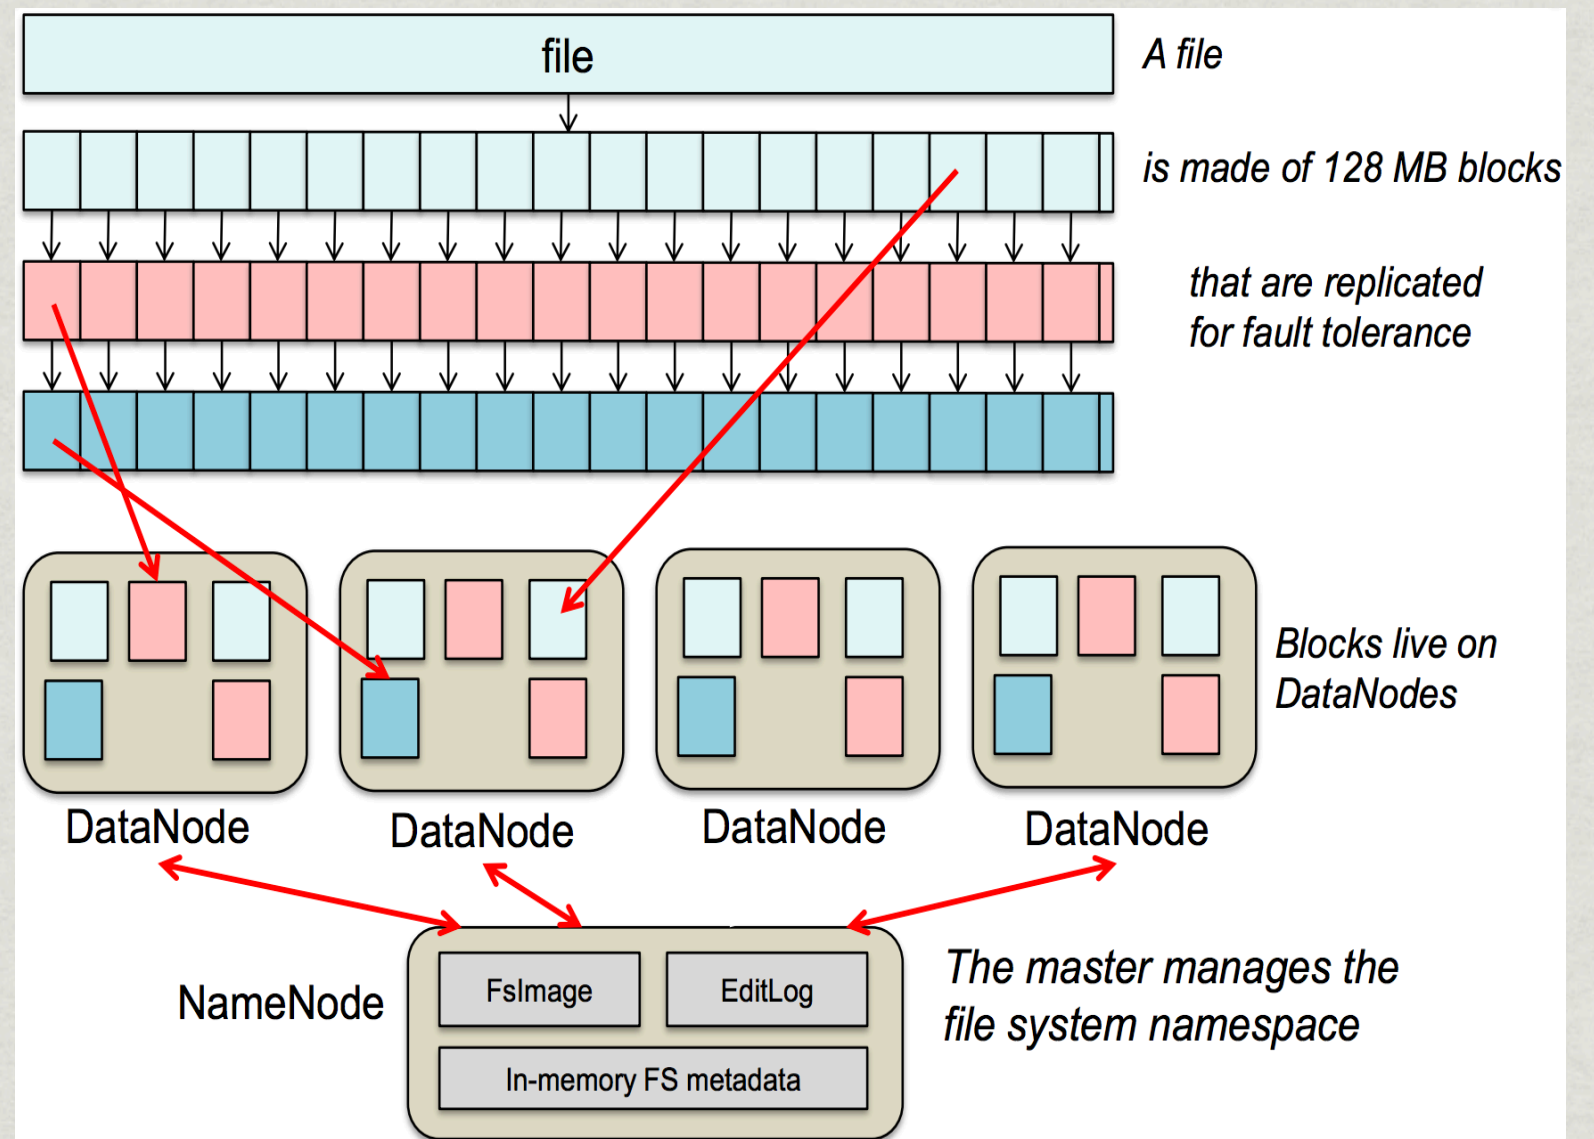 file
A file
is made of 128 MB blocks
that are replicated
for fault tolerance
Blocks live on
DataNodes
DataNode
DataNode
DataNode
DataNode
NameNode
FsImage
EditLog
In-memory FS metadata
The master manages the
file system namespace